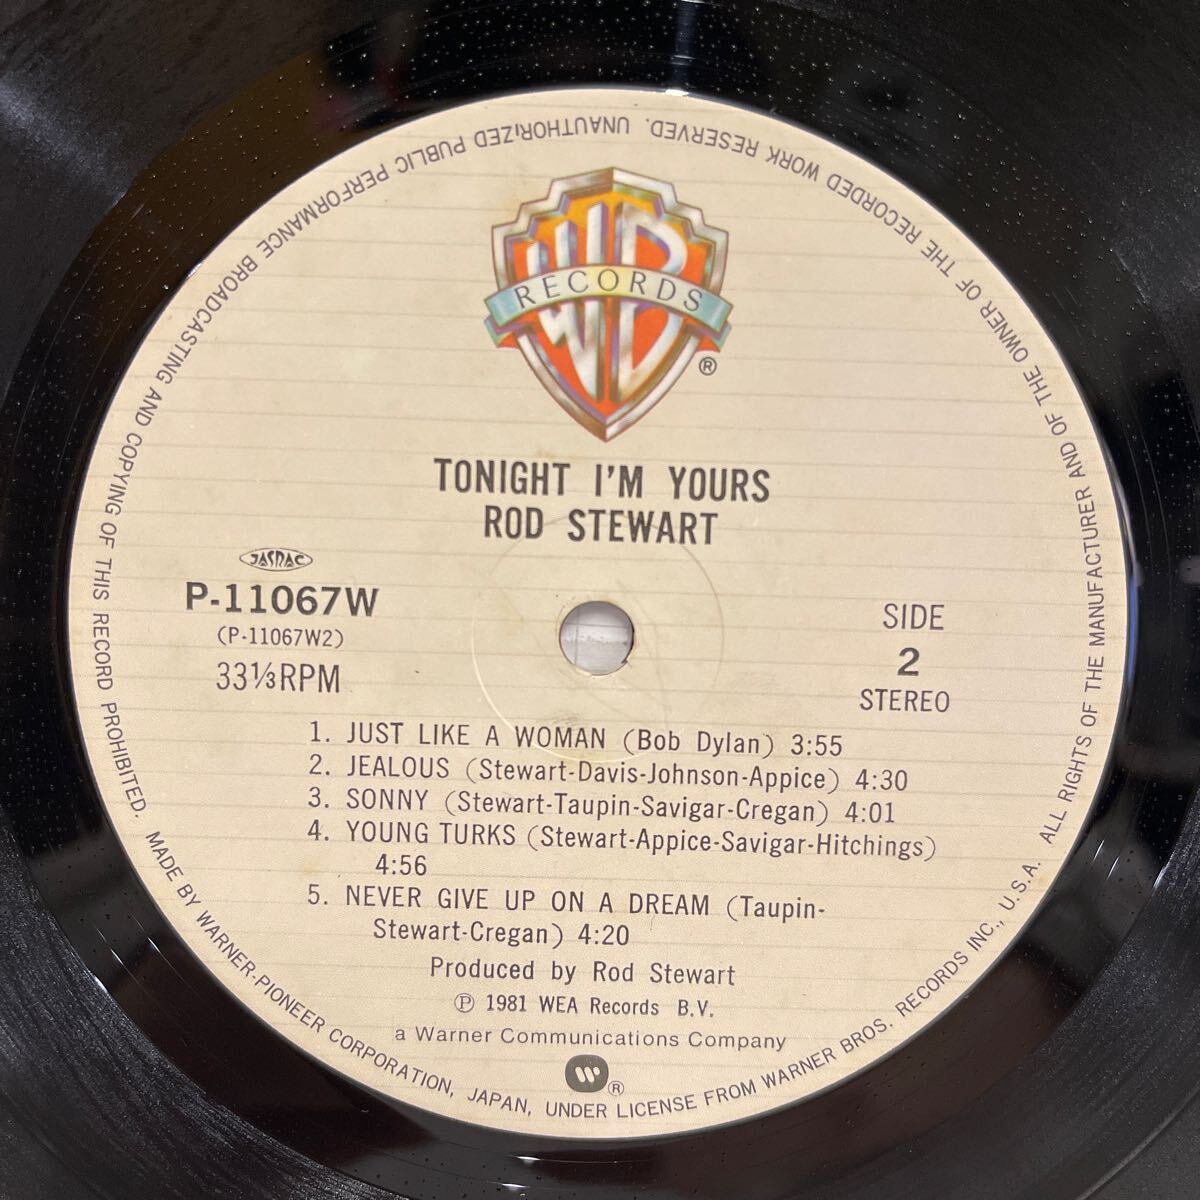 ALL RIGHTS OF THE MANUFACTURER AND OF THE OWNER OF THE RECORDED WORK RESERVED. UNAUTHORIZED PUBLIC PERFORMANCE BROADCASTING AND COPYING OF THIS RECORD PROHIBITED.
WB
RECORDS
®
TONIGHT I'M YOURS
ROD STEWART
JASRAC
P-11067W
(P-11067W2)
33⅓RPM
SIDE
2
STEREO
1. JUST LIKE A WOMAN (Bob Dylan) 3:55
2. JEALOUS (Stewart-Davis-Johnson-Appice) 4:30
3. SONNY (Stewart-Taupin-Savigar-Cregan) 4:01
4. YOUNG TURKS (Stewart-Appice-Savigar-Hitchings)
4:56
5. NEVER GIVE UP ON A DREAM (Taupin-
Stewart-Cregan) 4:20
Produced by Rod Stewart
Ⓟ 1981 WEA Records B.V.
a Warner Communications Company
W ®
MADE BY WARNER-PIONEER CORPORATION, JAPAN, UNDER LICENSE FROM WARNER BROS. RECORDS INC., U.S.A.